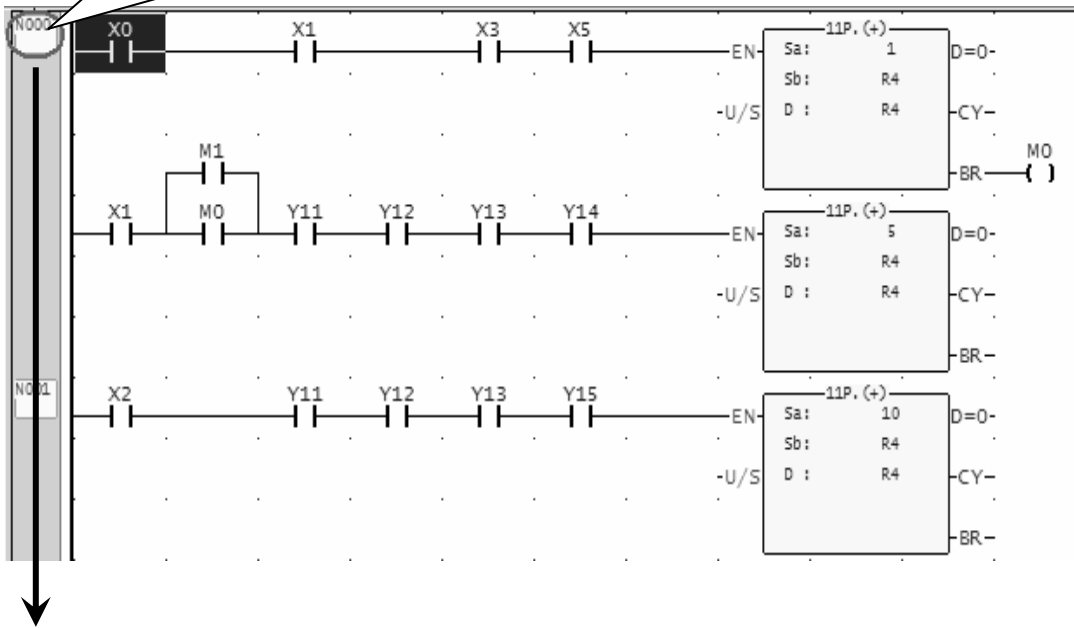 N000
X0 X1 X3 X5
11P.(+)
EN- Sa: 1 D=0-
Sb: R4
-U/S D : R4 -CY-
M1
M0
-BR ( )
X1 M0 Y11 Y12 Y13 Y14
11P.(+)
EN- Sa: 5 D=0-
Sb: R4
-U/S D : R4 -CY-
-BR-
N001
X2 Y11 Y12 Y13 Y15
11P.(+)
EN- Sa: 10 D=0-
Sb: R4
-U/S D : R4 -CY-
-BR-